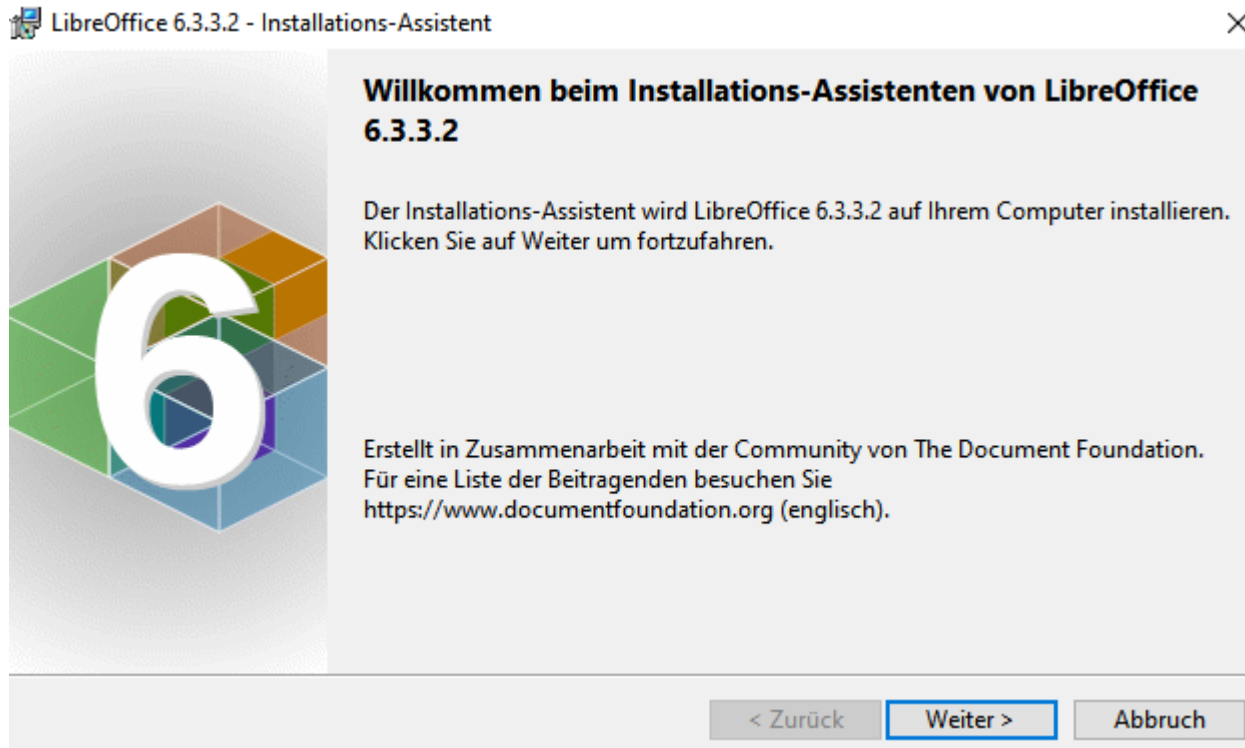 LibreOffice 6.3.3.2 - Installations-Assistent
Willkommen beim Installations-Assistenten von LibreOffice
6.3.3.2
Der Installations-Assistent wird LibreOffice 6.3.3.2 auf Ihrem Computer installieren.
Klicken Sie auf Weiter um fortzufahren.
6
Erstellt in Zusammenarbeit mit der Community von The Document Foundation.
Für eine Liste der Beitragenden besuchen Sie
https://www.documentfoundation.org (englisch).
< Zurück Weiter > Abbruch